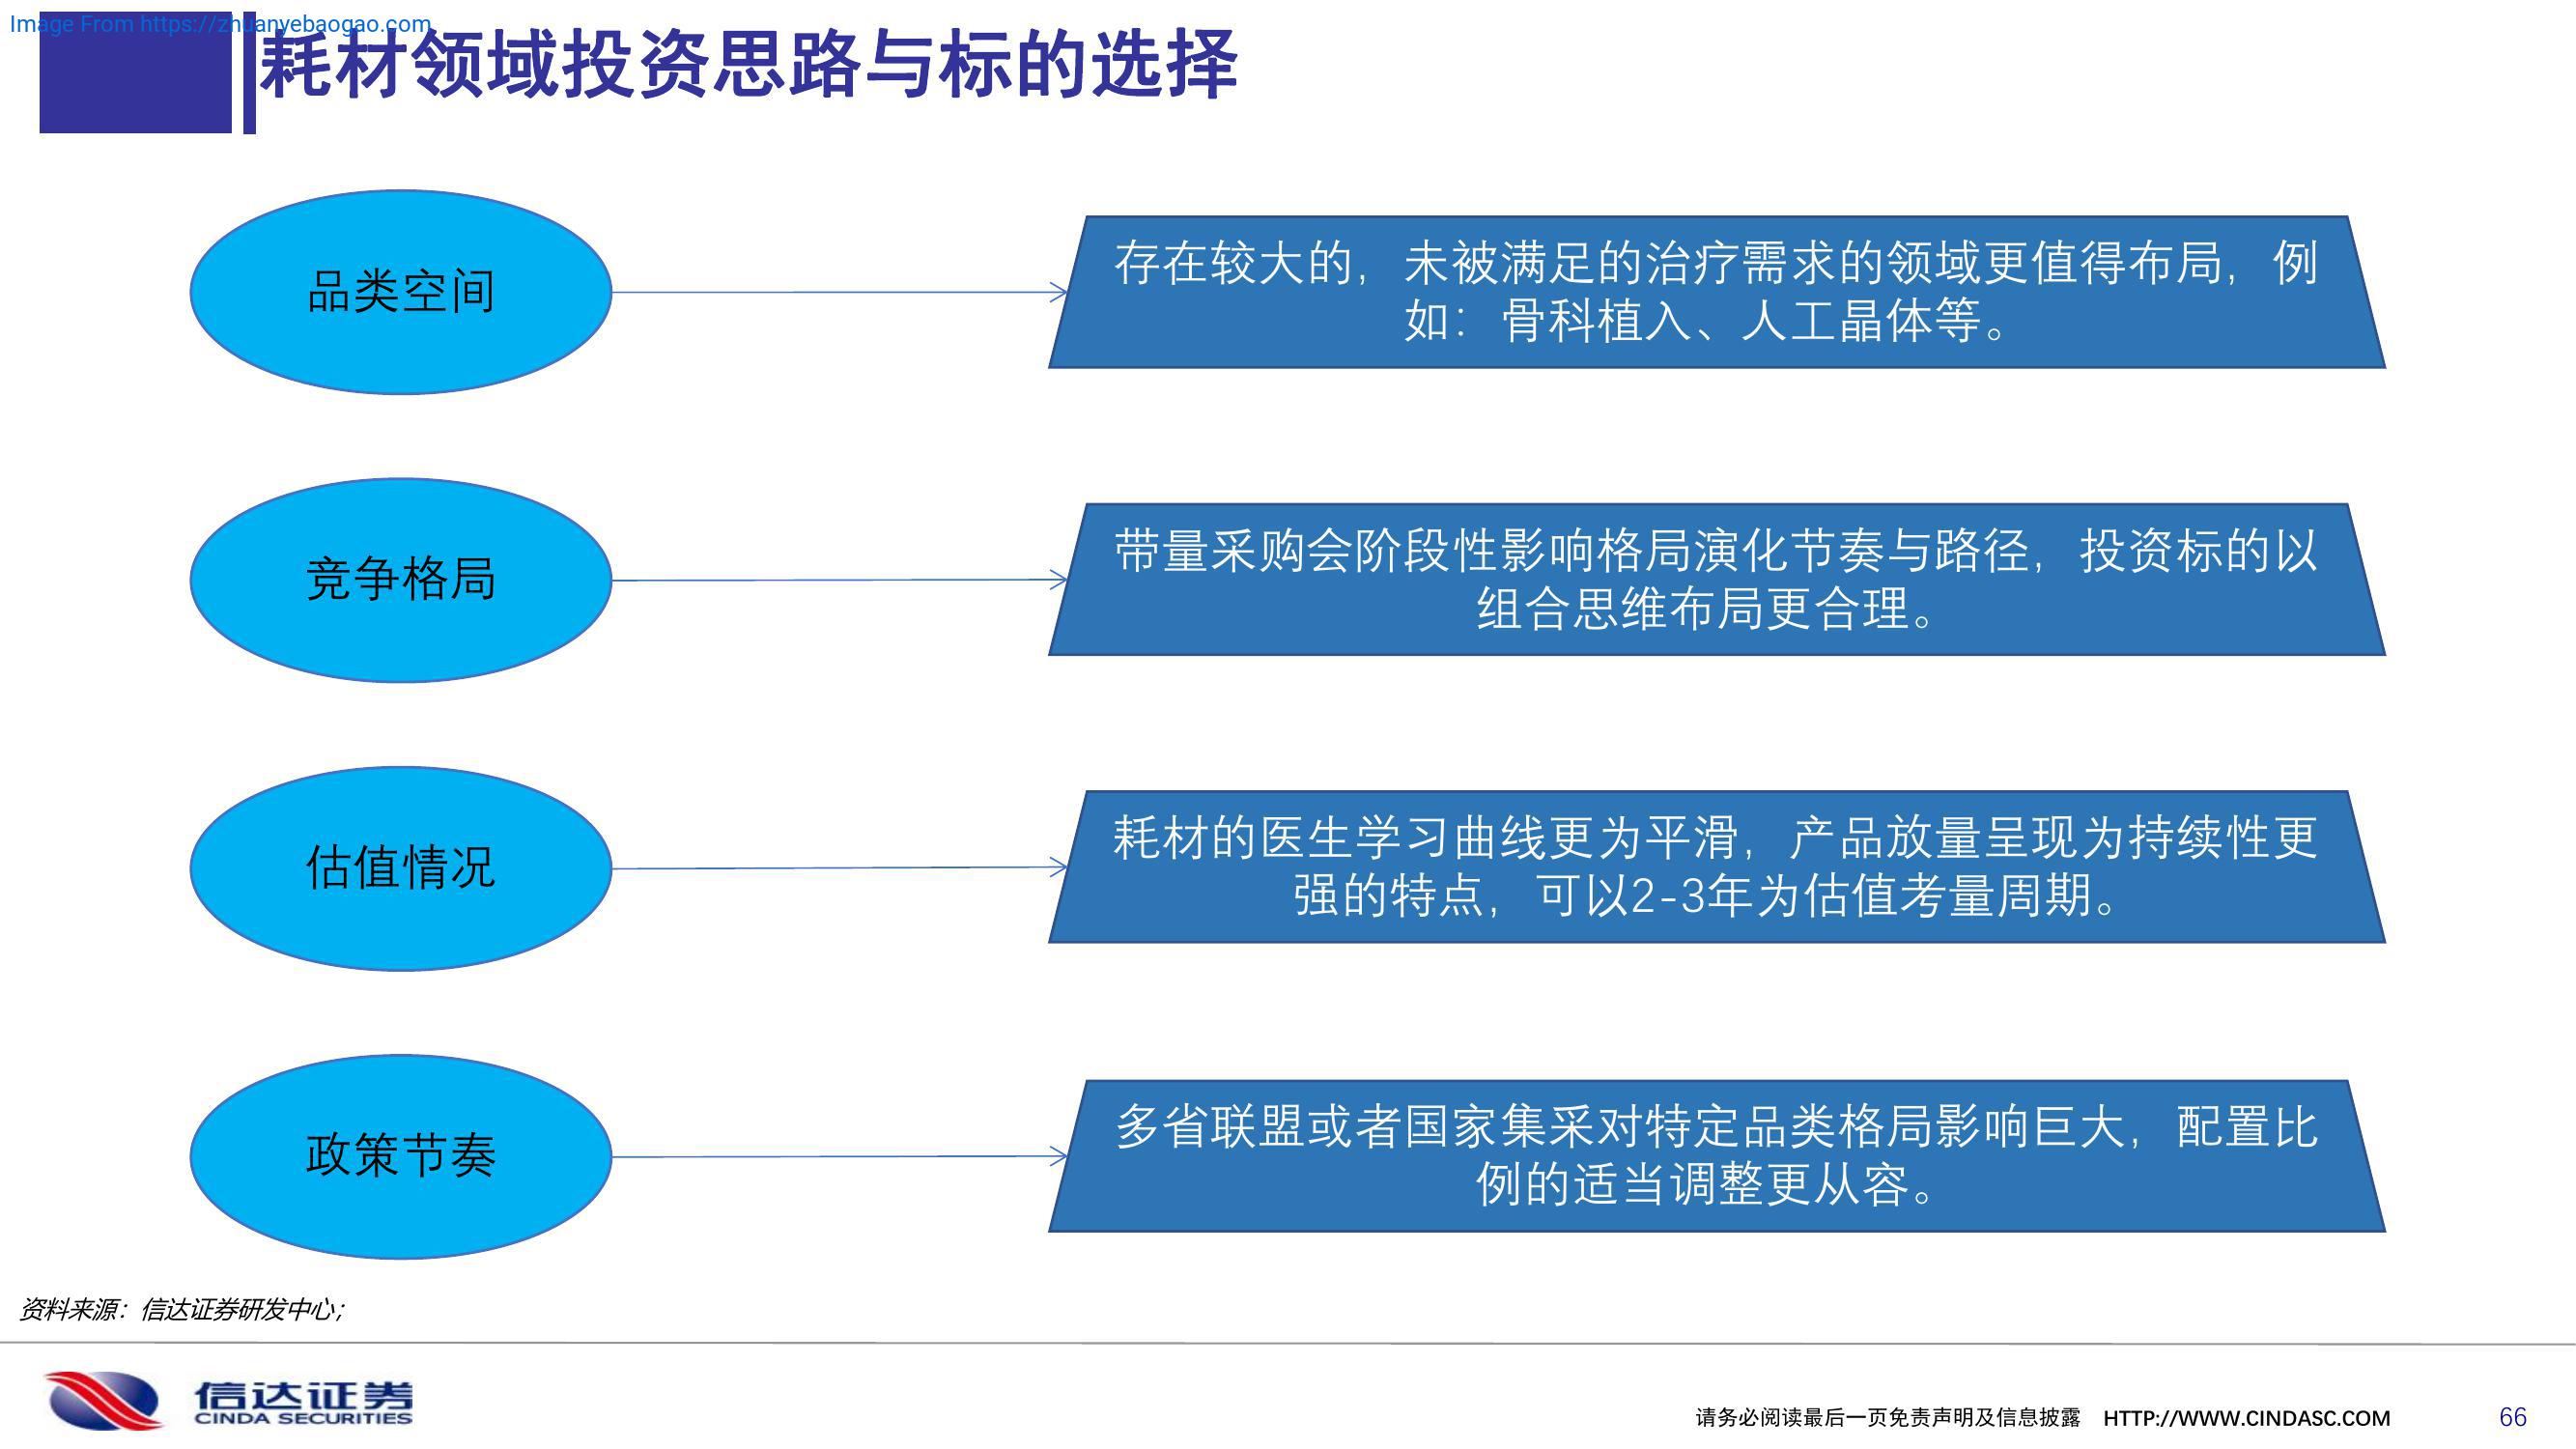 Image From https://zhuanyebaogao.com
耗材领域投资思路与标的选择
品类空间
存在较大的，未被满足的治疗需求的领域更值得布局，例
如：骨科植入、人工晶体等。
竞争格局
带量采购会阶段性影响格局演化节奏与路径，投资标的以
组合思维布局更合理。
估值情况
耗材的医生学习曲线更为平滑，产品放量呈现为持续性更
强的特点，可以2-3年为估值考量周期。
政策节奏
多省联盟或者国家集采对特定品类格局影响巨大，配置比
例的适当调整更从容。
资料来源：信达证券研发中心；
信达证券
CINDA SECURITIES
请务必阅读最后一页免责声明及信息披露 HTTP://WWW.CINDASC.COM 66